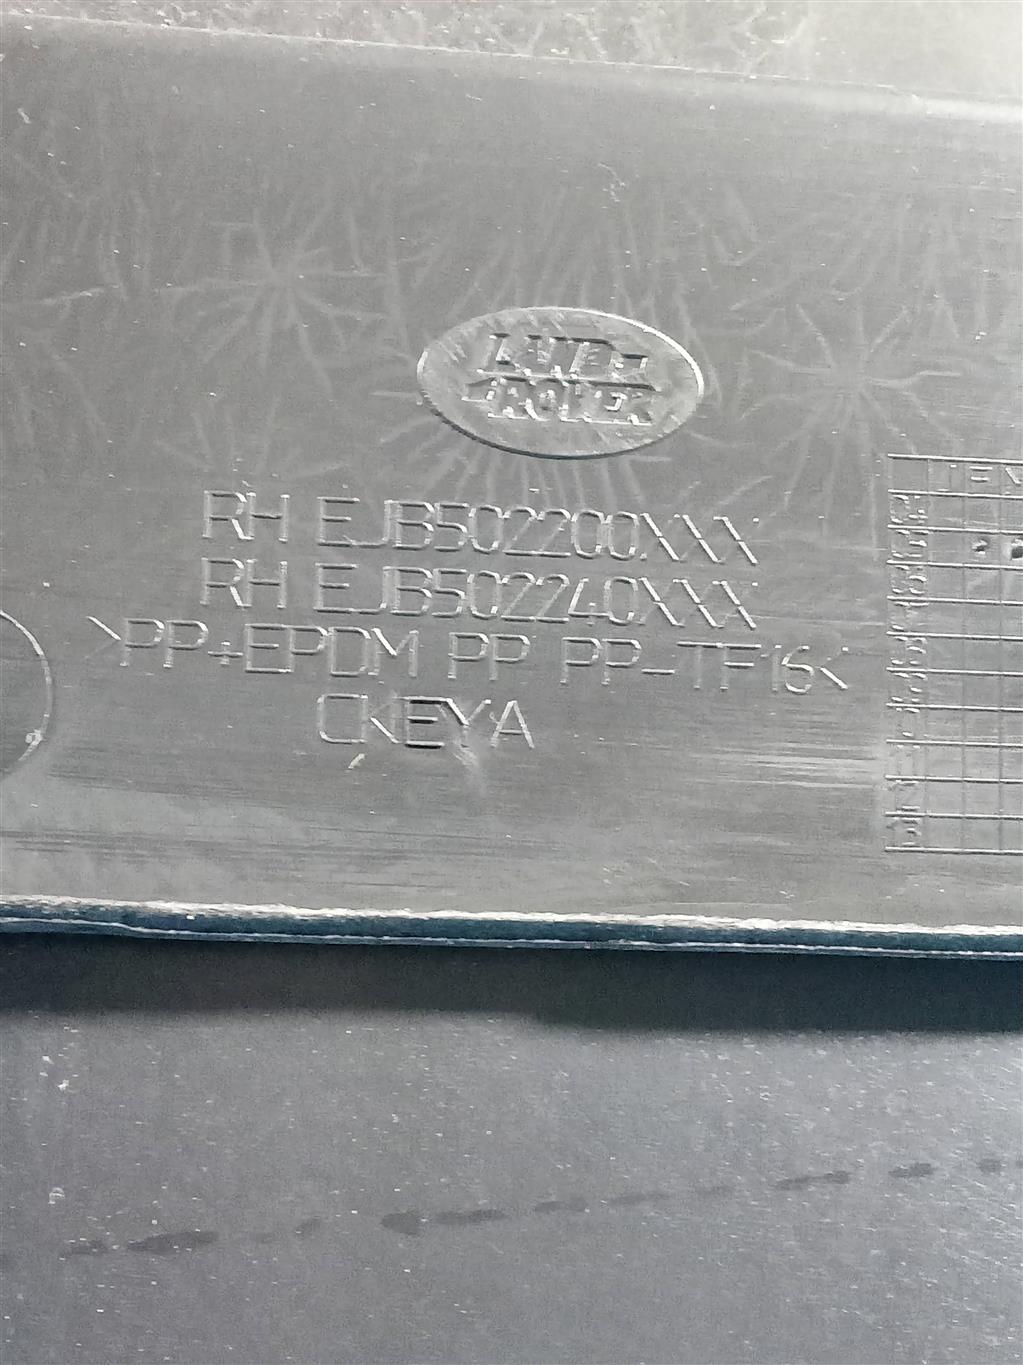 LAND
ROVER
RH EJB502200XXX
RH EJB502240XXX
>PP+EPDM PP PP-TF16<
CKEYA